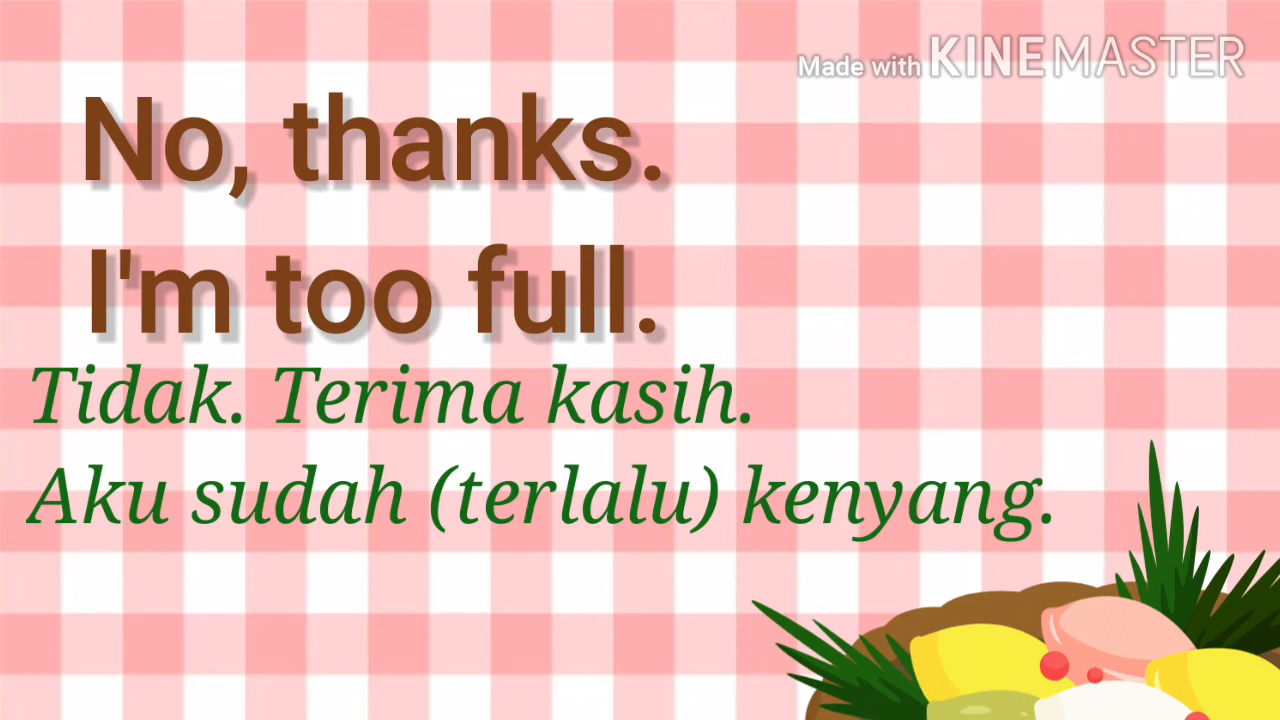 Made with KINEMASTER
No, thanks.
I'm too full.
Tidak. Terima kasih.
Aku sudah (terlalu) kenyang.